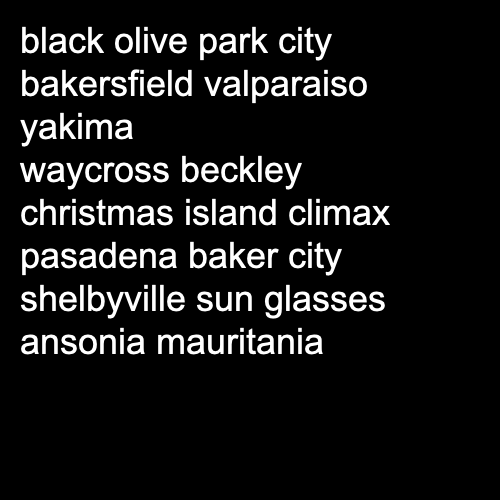 black olive park city
bakersfield valparaiso
yakima
waycross beckley
christmas island climax
pasadena baker city
shelbyville sun glasses
ansonia mauritania